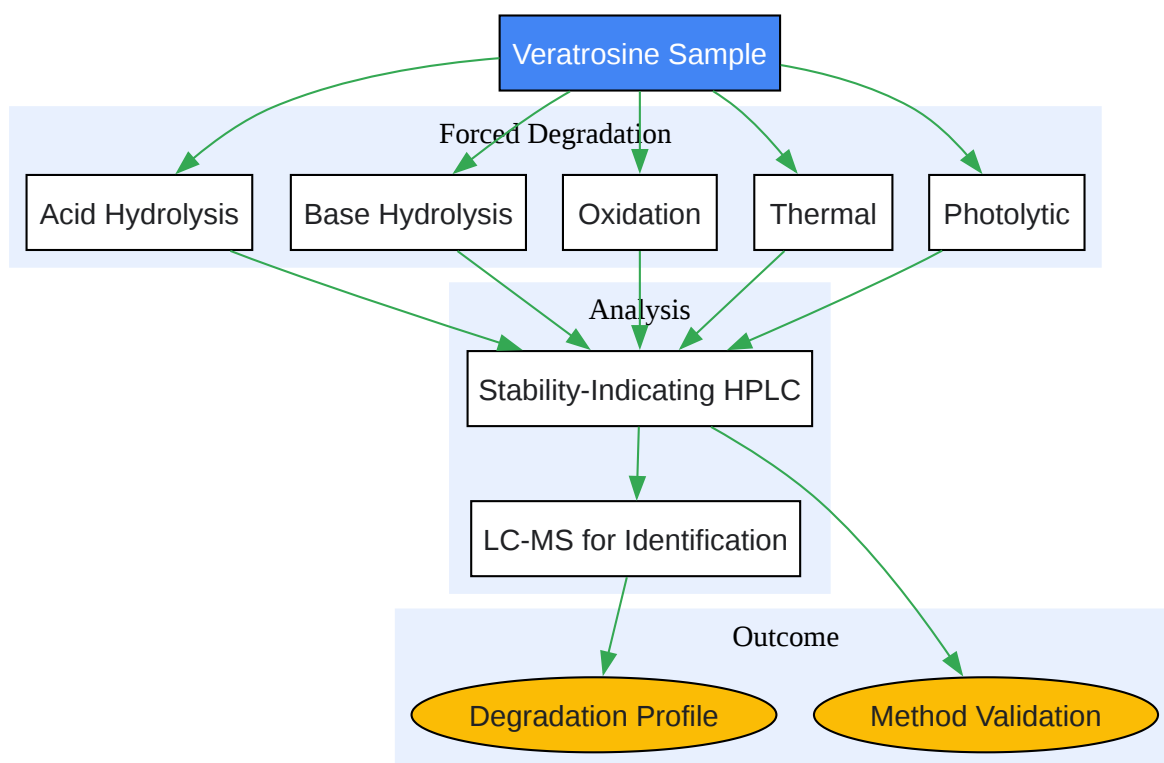 Veratrosine Sample
Forced Degradation
Acid Hydrolysis
Base Hydrolysis
Oxidation
Thermal
Photolytic
Analysis
Stability-Indicating HPLC
LC-MS for Identification
Outcome
Degradation Profile
Method Validation